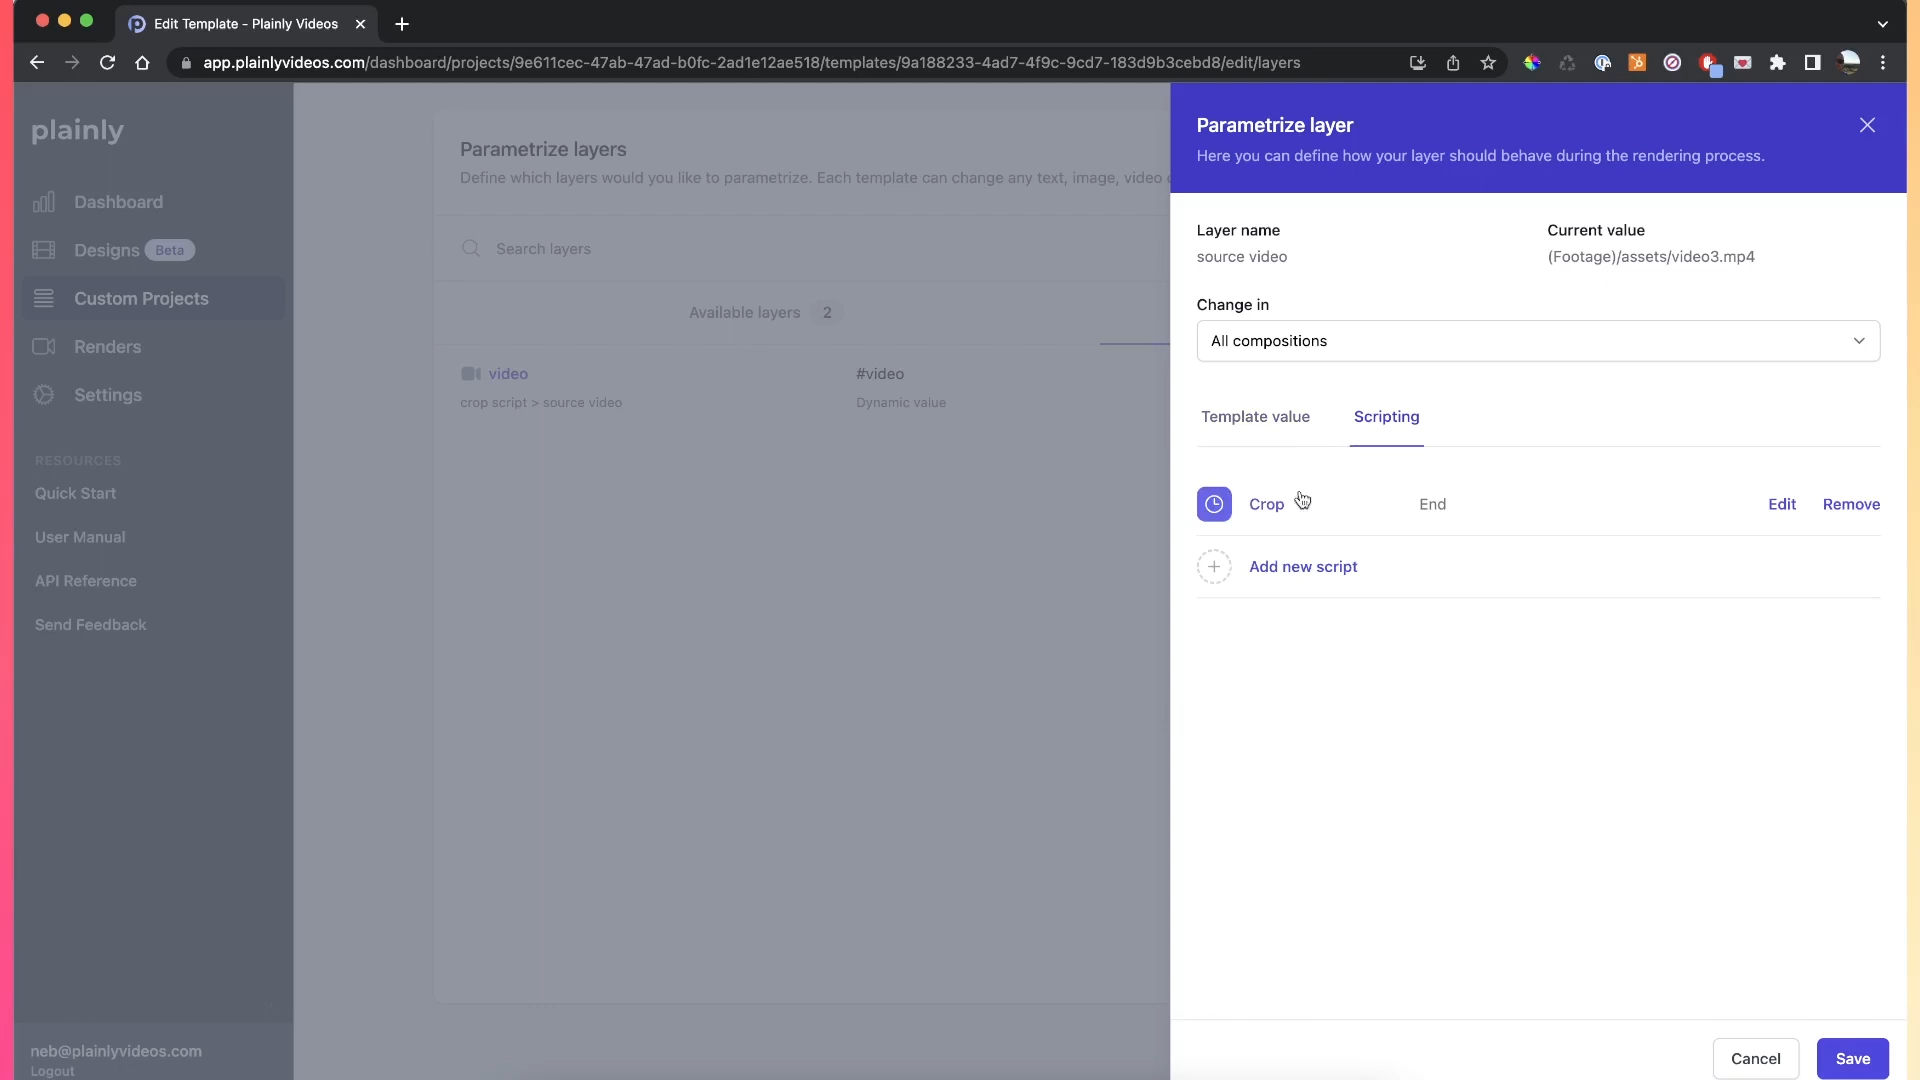 Edit Template - Plainly Videos
app.plainlyvideos.com/dashboard/projects/9e611cec-47ab-47ad-b0fc-2ad1e12ae518/templates/9a188233-4ad7-4f9c-9cd7-183d9b3cebd8/edit/layers
plainly
Dashboard
Designs Beta
Custom Projects
Renders
Settings
RESOURCES
Quick Start
User Manual
API Reference
Send Feedback
neb@plainlyvideos.com
Logout
Parametrize layers
Define which layers would you like to parametrize. Each template can change any text, image, video
Search layers
Available layers 2
video #video
crop script > source video Dynamic value
Parametrize layer
Here you can define how your layer should behave during the rendering process.
Layer name Current value
source video (Footage)/assets/video3.mp4
Change in
All compositions
Template value Scripting
Crop End Edit Remove
Add new script
Cancel Save